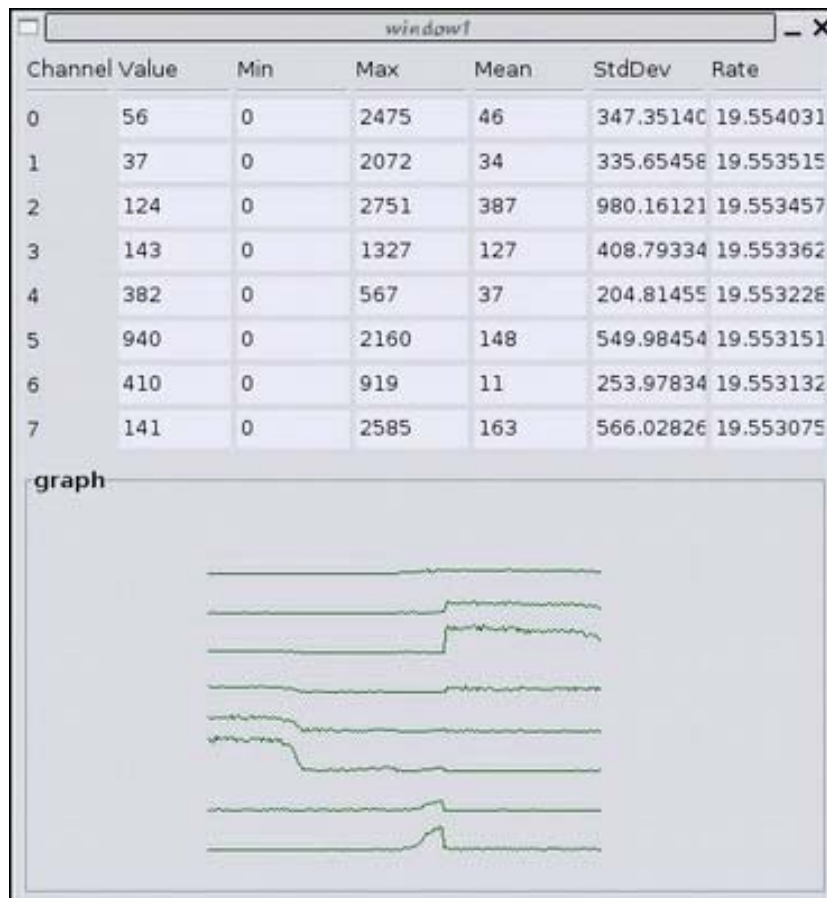 window1
Channel Value Min Max Mean StdDev Rate
0 56 0 2475 46 347.35140 19.554031
1 37 0 2072 34 335.65458 19.553515
2 124 0 2751 387 980.16121 19.553457
3 143 0 1327 127 408.79334 19.553362
4 382 0 567 37 204.81455 19.553228
5 940 0 2160 148 549.98454 19.553151
6 410 0 919 11 253.97834 19.553132
7 141 0 2585 163 566.02826 19.553075
graph